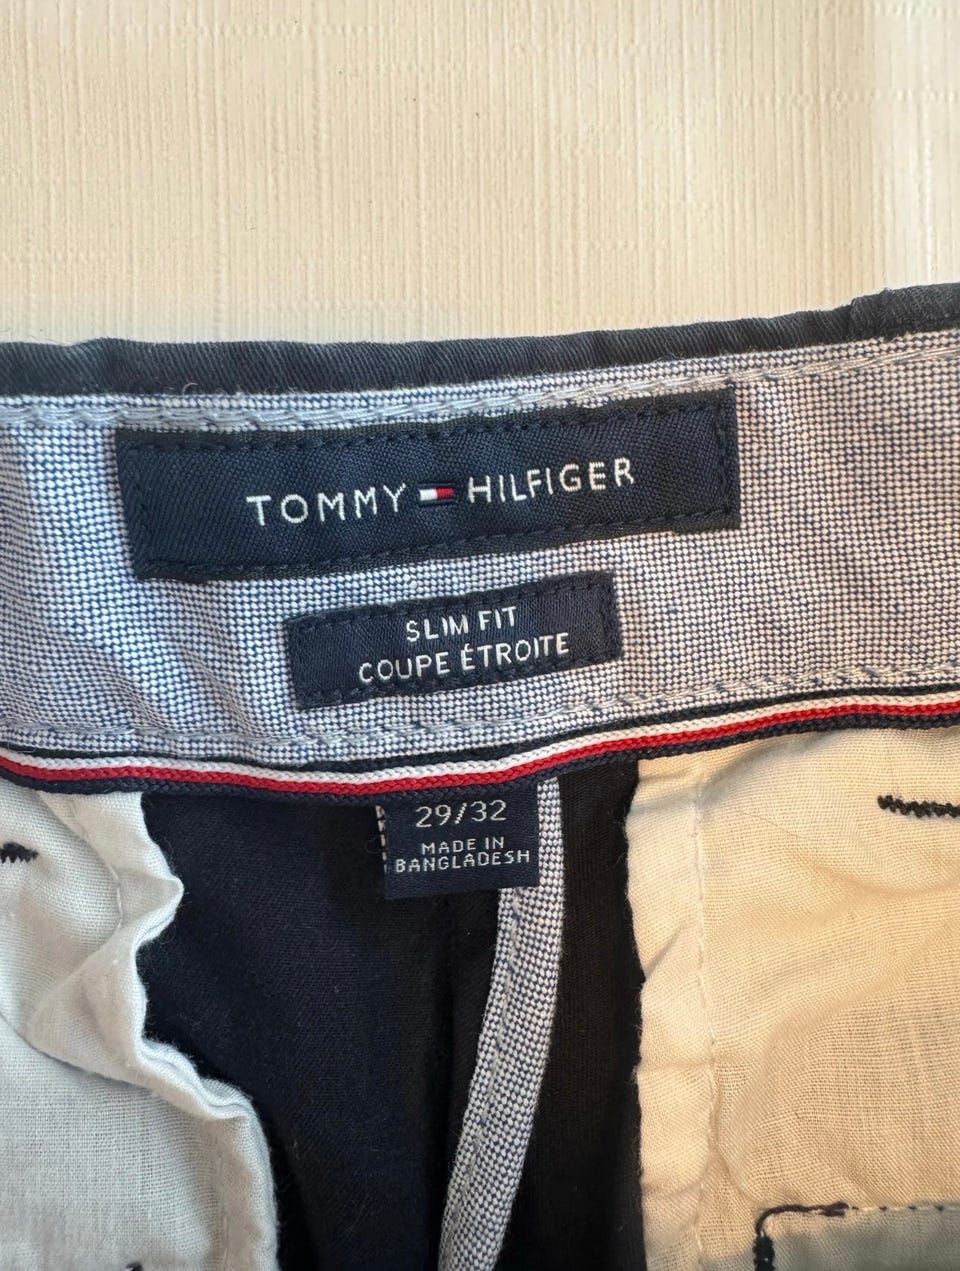 TOMMY HILFIGER
SLIM FIT
COUPE ÉTROITE
29/32
MADE IN
BANGLADESH